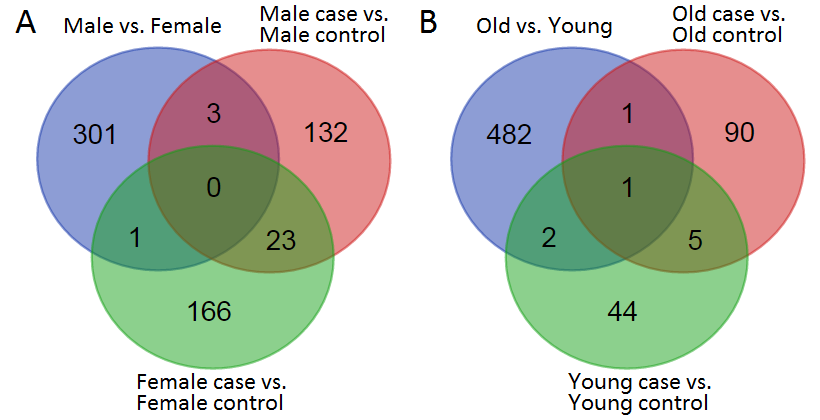 A
Male vs. Female
Male case vs.
Male control
301
3
132
0
1
23
166
Female case vs.
Female control
B
Old vs. Young
Old case vs.
Old control
482
1
90
1
2
5
44
Young case vs.
Young control